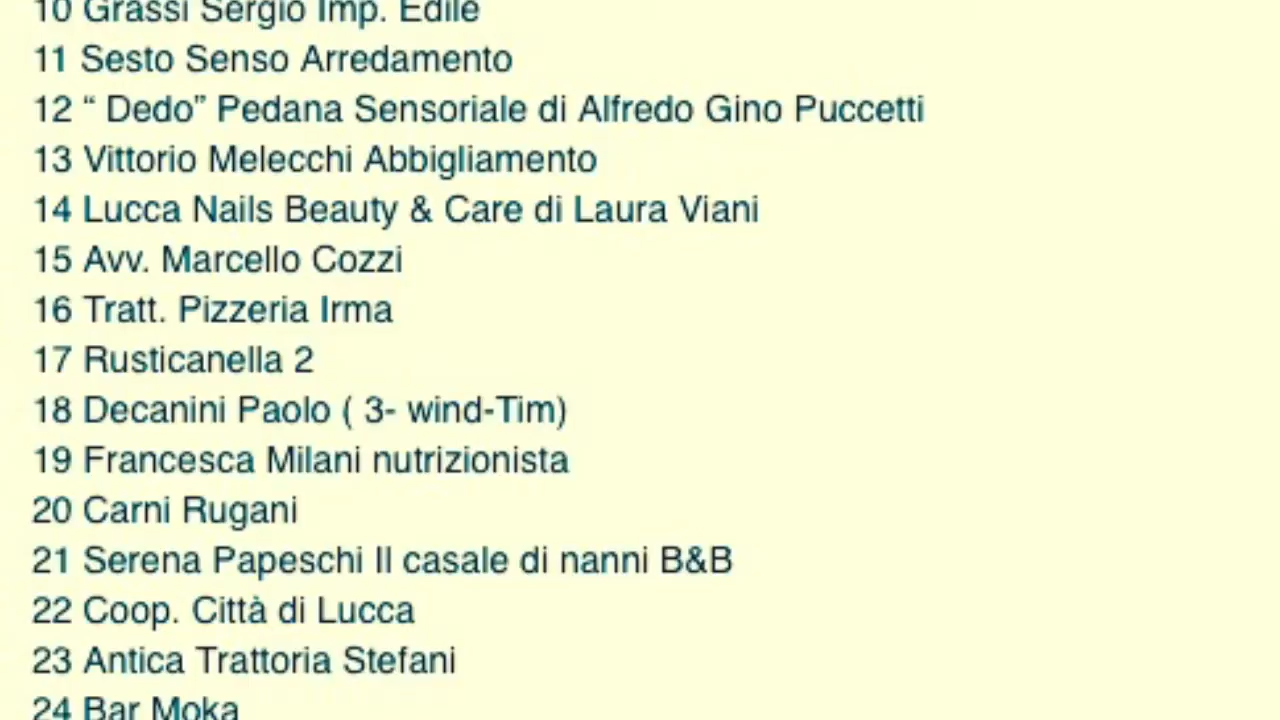 10 Grassi Sergio Imp. Edile
11 Sesto Senso Arredamento
12 “ Dedo” Pedana Sensoriale di Alfredo Gino Puccetti
13 Vittorio Melecchi Abbigliamento
14 Lucca Nails Beauty & Care di Laura Viani
15 Avv. Marcello Cozzi
16 Tratt. Pizzeria Irma
17 Rusticanella 2
18 Decanini Paolo ( 3- wind-Tim)
19 Francesca Milani nutrizionista
20 Carni Rugani
21 Serena Papeschi Il casale di nanni B&B
22 Coop. Città di Lucca
23 Antica Trattoria Stefani
24 Bar Moka